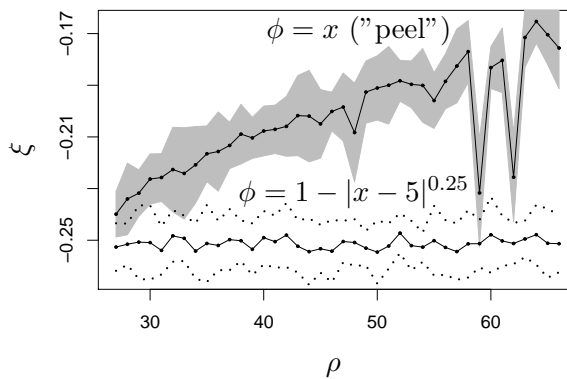 −0.17
ϕ = x ("peel")
−0.21
ξ
ϕ = 1 − |x − 5|^0.25
−0.25
30 40 50 60
ρ